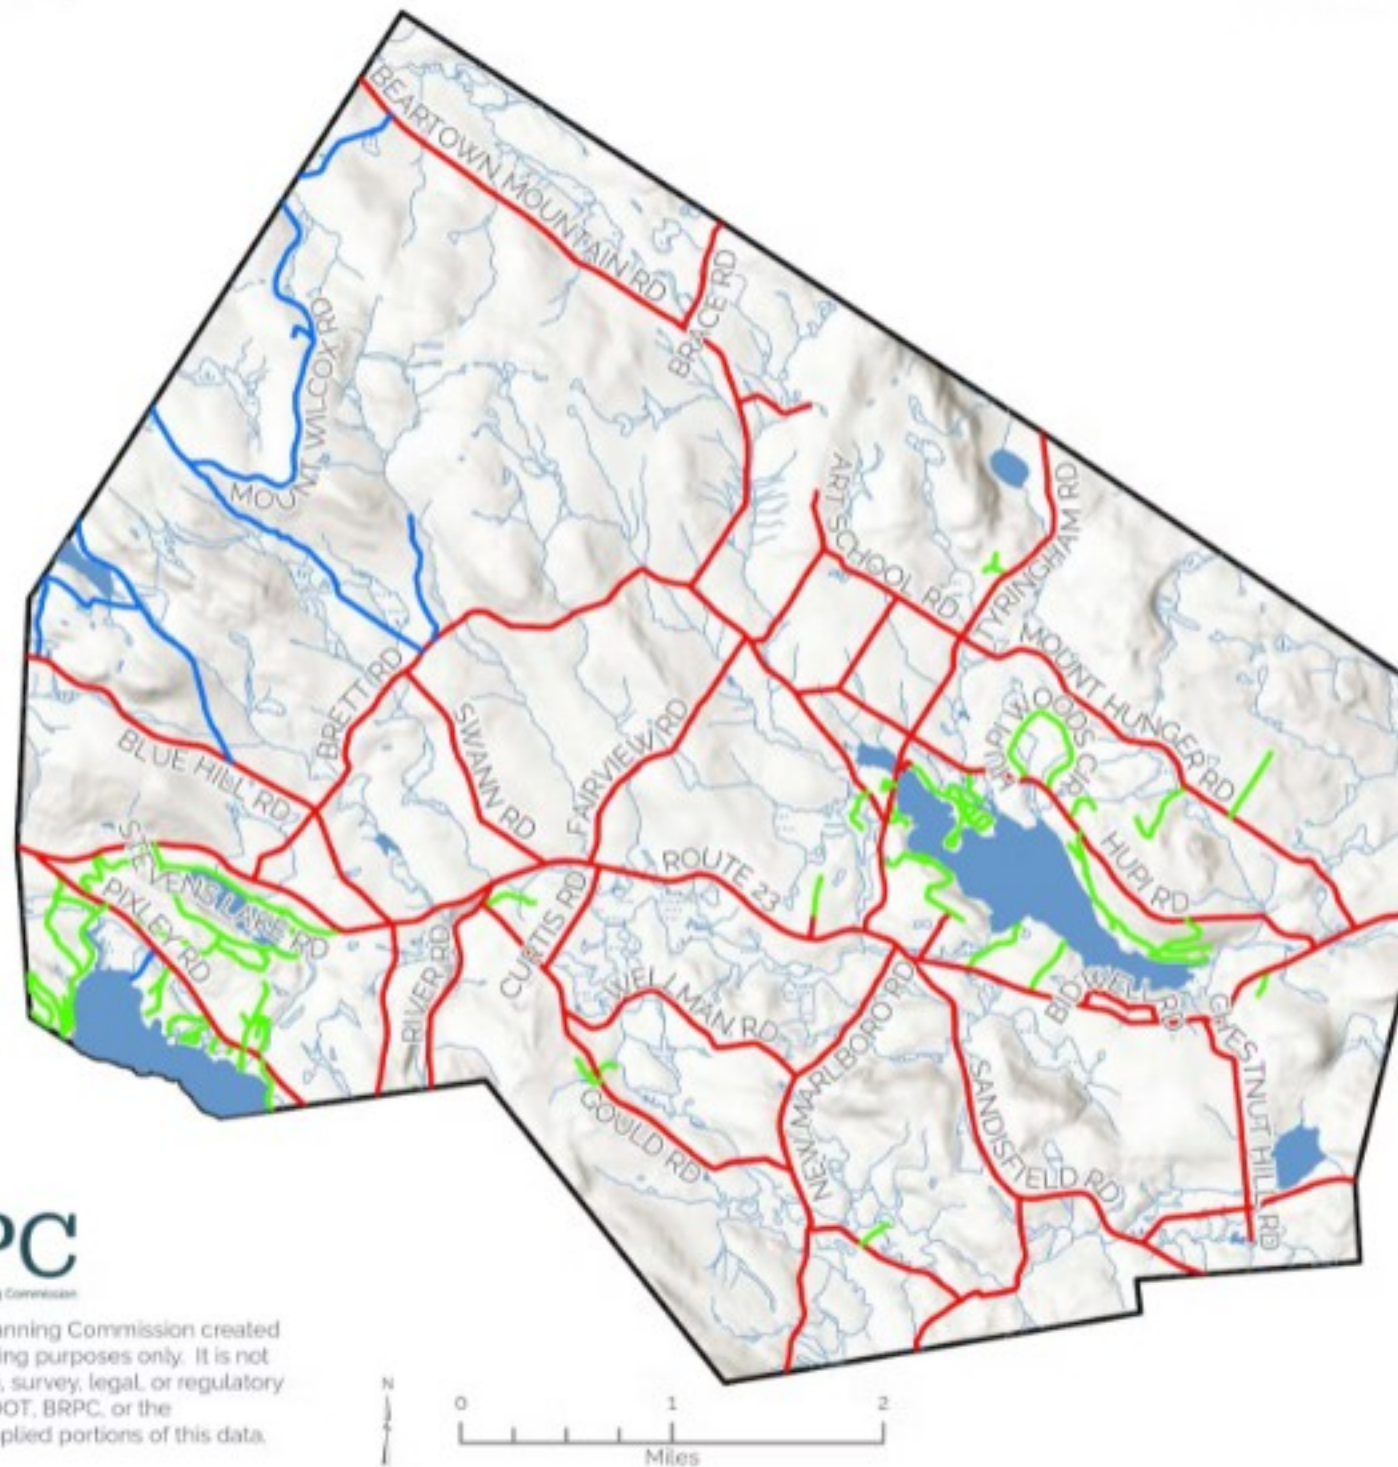 BEARTOWN MOUNTAIN RD
BRACE RD
MOUNT WILCOX RD
ART SCHOOL RD
TYRINGHAM RD
MOUNT HUNGER RD
HUPI WOODS CIR
BRETT RD
SWANN RD
FAIRVIEW RD
BLUE HILL RD
STEVENS LAKE RD
PIXLEY RD
ROUTE 23
HUPI RD
CURTIS RD
RIVER RD
WELLMAN RD
NEW MARLBORO RD
BIDWELL RD
CHESTNUT HILL RD
GOULD RD
SANDISFIELD RD
PC
Commission
anning Commission created
ing purposes only. It is not
, survey, legal, or regulatory
OOT, BRPC, or the
plied portions of this data.
N
0 1 2
Miles